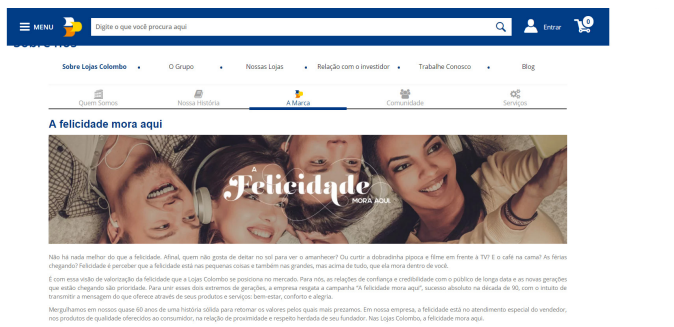 MENU
Digite o que você procura aqui
Entrar
0
Sobre nós
Sobre Lojas Colombo • O Grupo • Nossas Lojas • Relação com o investidor • Trabalhe Conosco • Blog
Quem Somos
Nossa História
A Marca
Comunidade
Serviços
A felicidade mora aqui
A
Felicidade
MORA AQUI.
Não há nada melhor do que a felicidade. Afinal, quem não gosta de deitar no sol para ver o amanhecer? Ou curtir a dobradinha pipoca e filme em frente à TV? E o café na cama? As férias
chegando? Felicidade é perceber que a felicidade está nas pequenas coisas e também nas grandes, mas acima de tudo, que ela mora dentro de você.
É com essa visão de valorização da felicidade que a Lojas Colombo se posiciona no mercado. Para nós, as relações de confiança e credibilidade com o público de longa data e as novas gerações
que estão chegando são prioridade. Para unir esses dois extremos de gerações, a empresa resgata a campanha "A felicidade mora aqui", sucesso absoluto na década de 90, com o intuito de
transmitir a mensagem do que oferece através de seus produtos e serviços: bem-estar, conforto e alegria.
Mergulhamos em nossos quase 60 anos de uma história sólida para retomar os valores pelos quais mais prezamos. Em nossa empresa, a felicidade está no atendimento especial do vendedor,
nos produtos de qualidade oferecidos ao consumidor, na relação de proximidade e respeito herdada de seu fundador. Nas Lojas Colombo, a felicidade mora aqui.